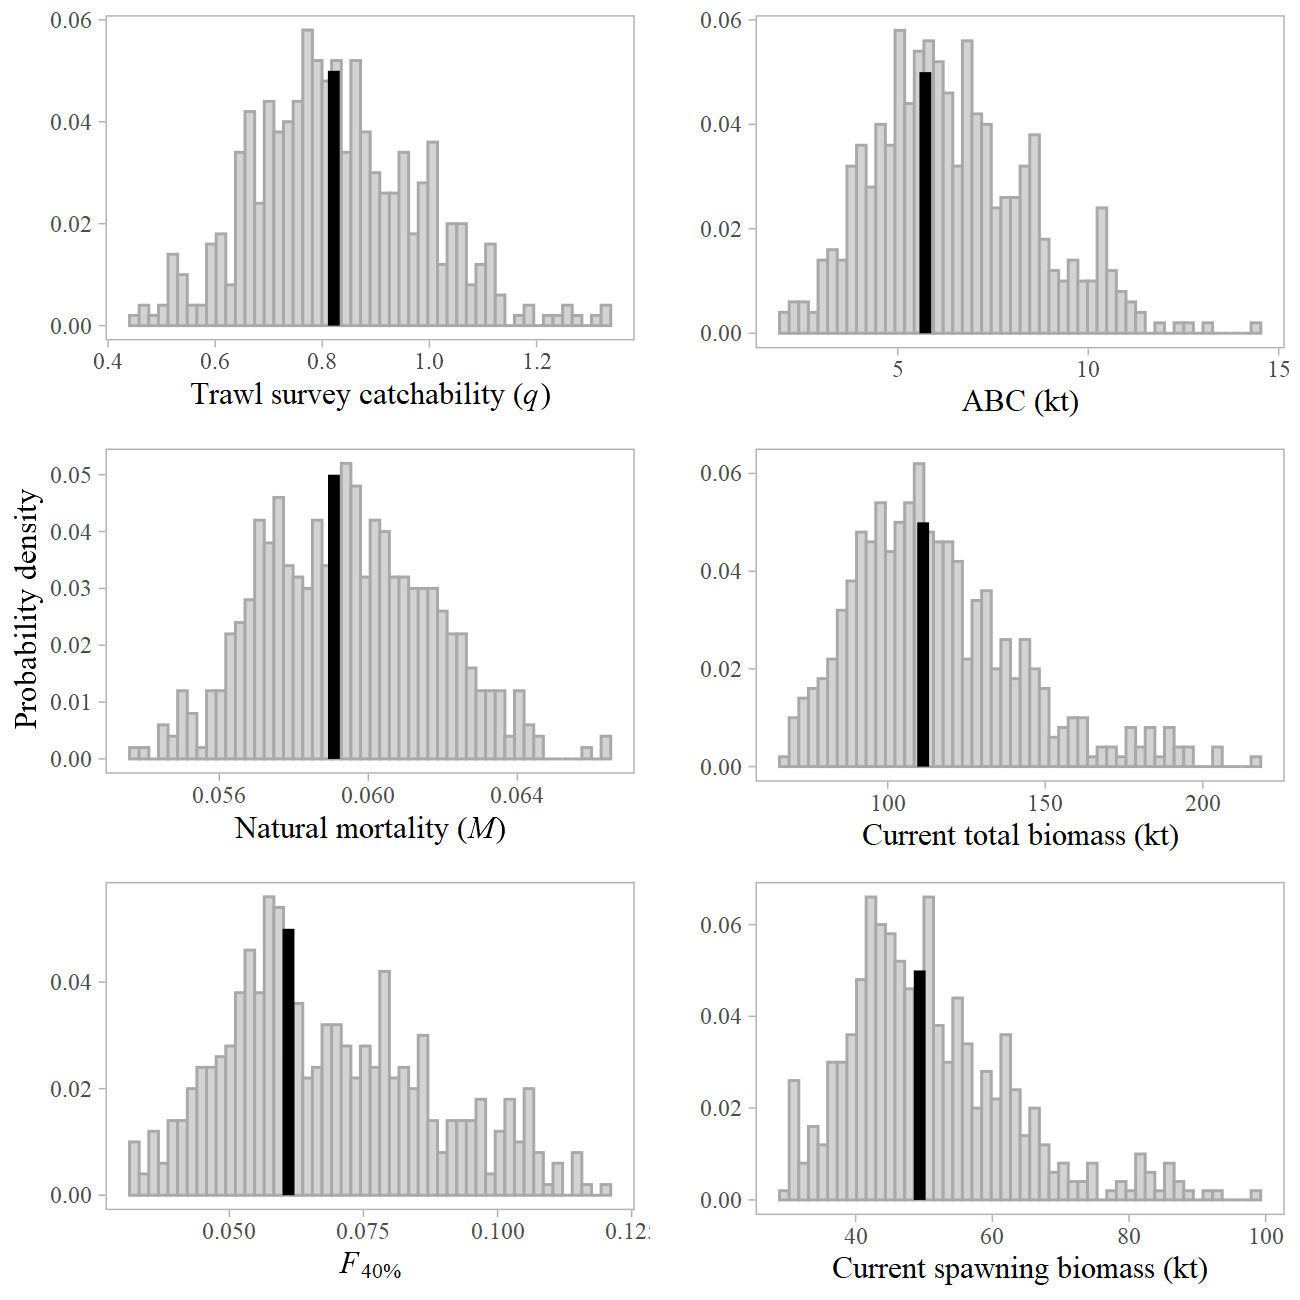 0.06
0.04
0.02
0.00
0.4 0.6 0.8 1.0 1.2
Trawl survey catchability (q)
0.06
0.04
0.02
0.00
5 10 15
ABC (kt)
Probability density
0.05
0.04
0.03
0.02
0.01
0.00
0.056 0.060 0.064
Natural mortality (M)
0.06
0.04
0.02
0.00
100 150 200
Current total biomass (kt)
0.04
0.02
0.00
0.050 0.075 0.100 0.12
F40%
0.06
0.04
0.02
0.00
40 60 80 100
Current spawning biomass (kt)